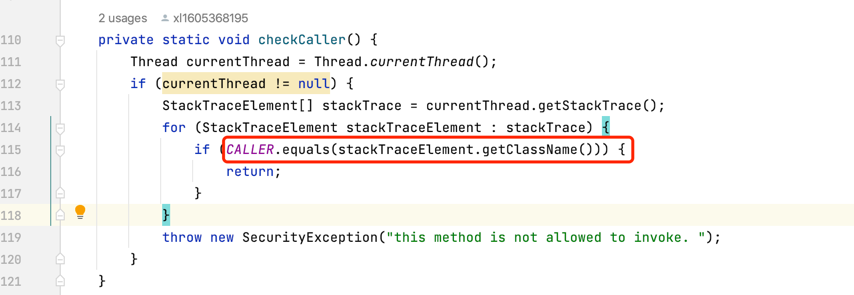 2 usages xl1605368195
110 private static void checkCaller() {
111 Thread currentThread = Thread.currentThread();
112 if (currentThread != null) {
113 StackTraceElement[] stackTrace = currentThread.getStackTrace();
114 for (StackTraceElement stackTraceElement : stackTrace) {
115 if (CALLER.equals(stackTraceElement.getClassName())) {
116 return;
117 }
118 }
119 throw new SecurityException("this method is not allowed to invoke. ");
120 }
121 }